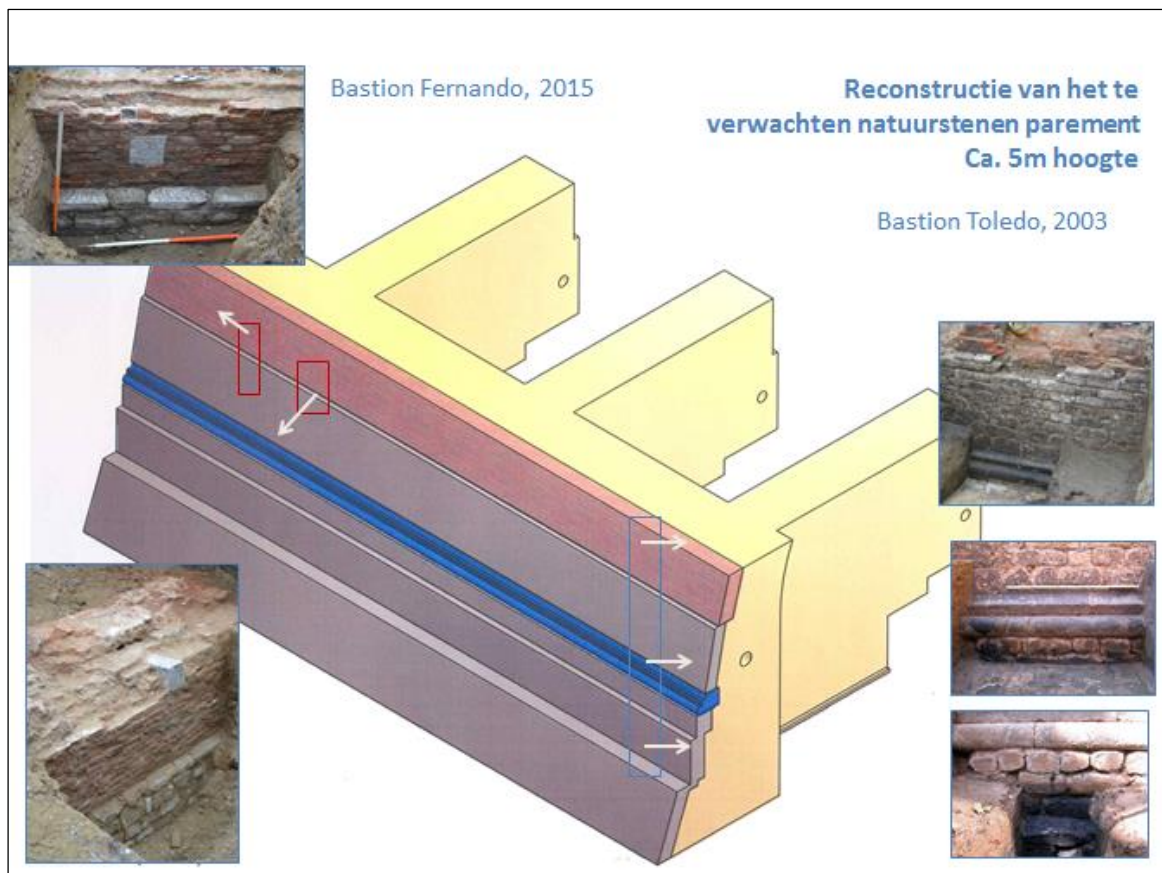 Bastion Fernando, 2015
Reconstructie van het te
verwachten natuurstenen parement
Ca. 5m hoogte
Bastion Toledo, 2003